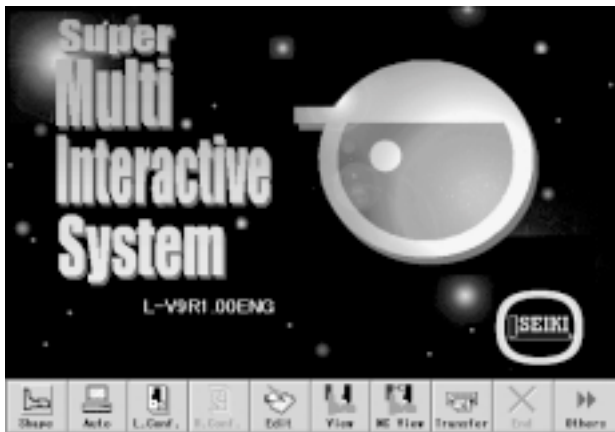 Super
Multi
Interactive
System
L-V9R1.00ENG
SEIKI
Shape
Auto
L.Conf.
R.Conf.
Edit
View
NC View
Transfer
End
Others